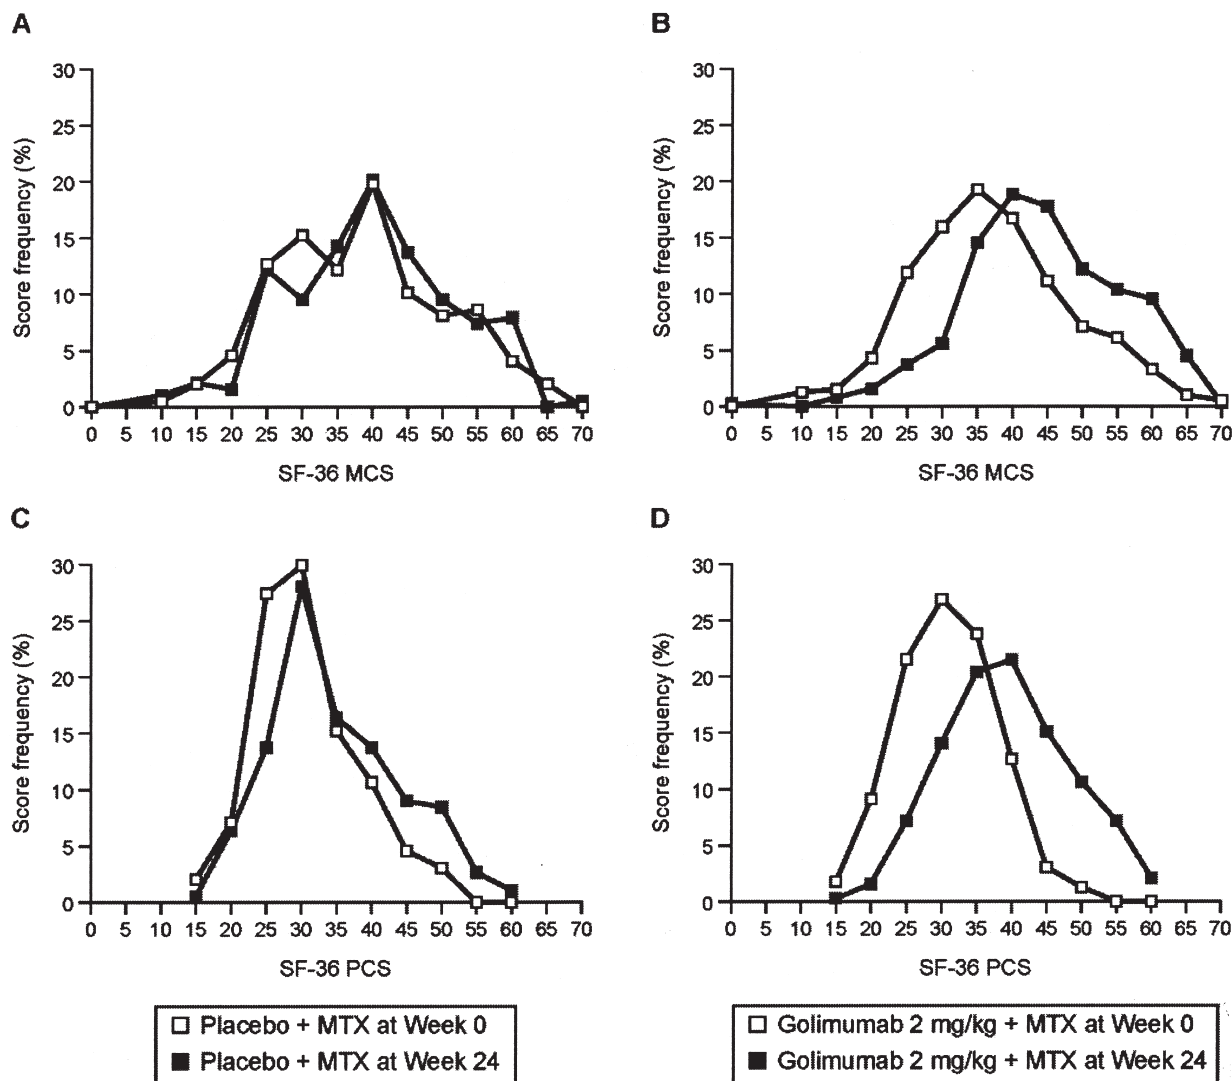 A
B
30
25
20
15
10
5
0
Score frequency (%)
0 5 10 15 20 25 30 35 40 45 50 55 60 65 70
SF-36 MCS
30
25
20
15
10
5
0
Score frequency (%)
0 5 10 15 20 25 30 35 40 45 50 55 60 65 70
SF-36 MCS
C
D
30
25
20
15
10
5
0
Score frequency (%)
0 5 10 15 20 25 30 35 40 45 50 55 60 65 70
SF-36 PCS
30
25
20
15
10
5
0
Score frequency (%)
0 5 10 15 20 25 30 35 40 45 50 55 60 65 70
SF-36 PCS
Placebo + MTX at Week 0
Placebo + MTX at Week 24
Golimumab 2 mg/kg + MTX at Week 0
Golimumab 2 mg/kg + MTX at Week 24